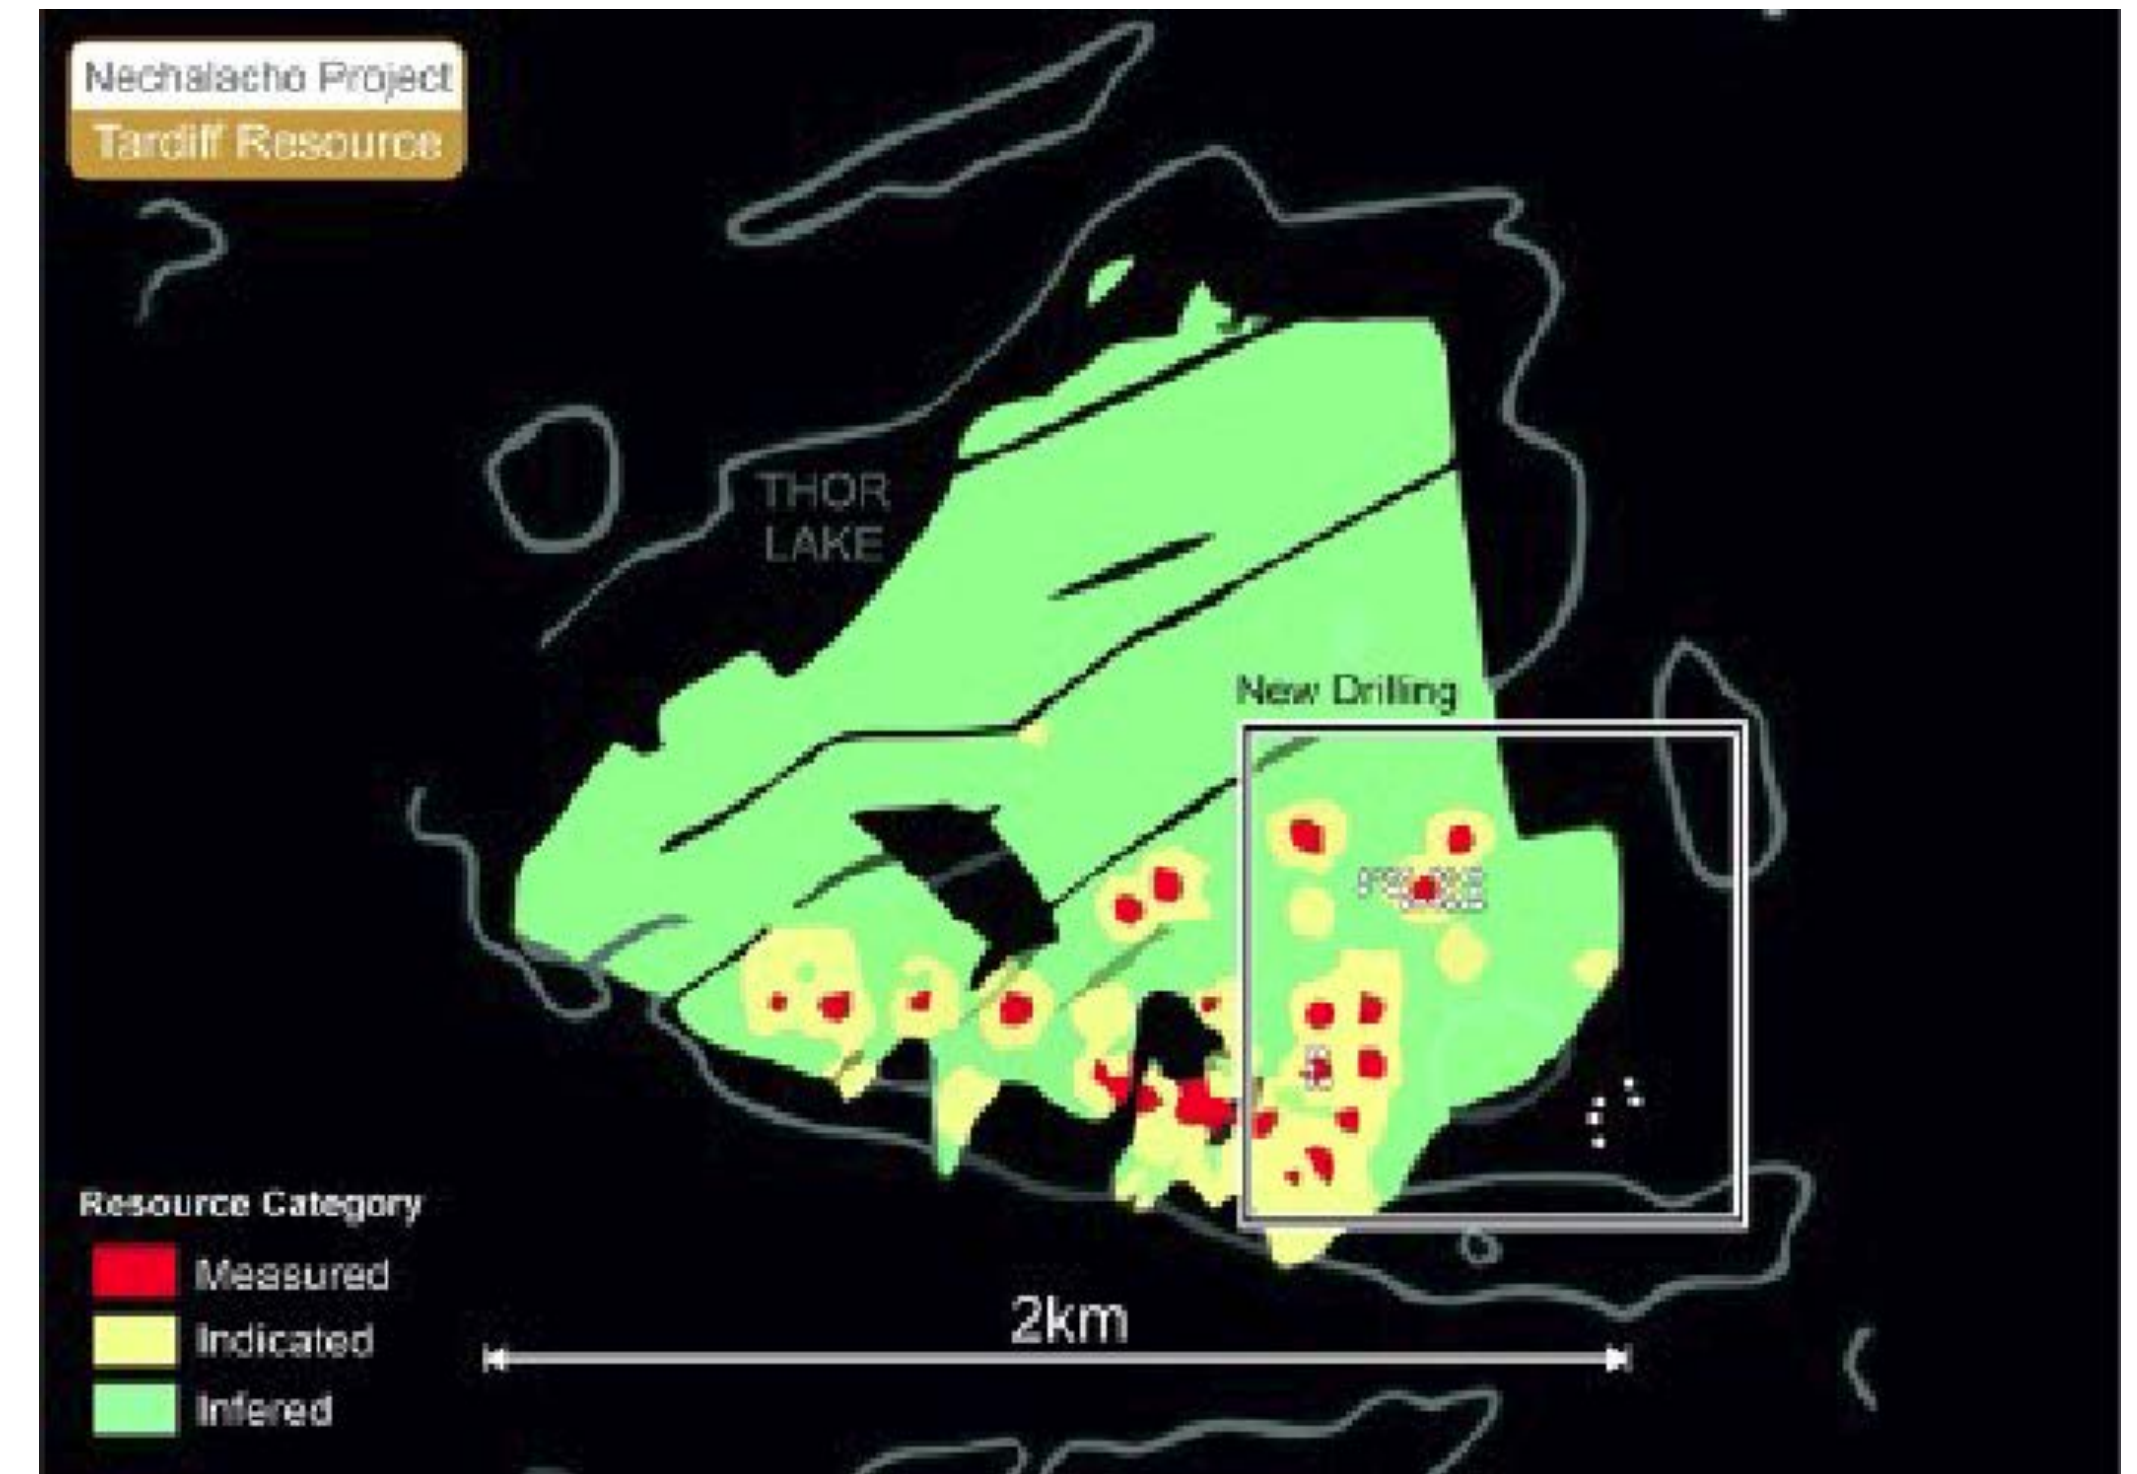 Nechalacho Project
Tardiff Resource
THOR
LAKE
New Drilling
Resource Category
Measured
Indicated
Infered
2km